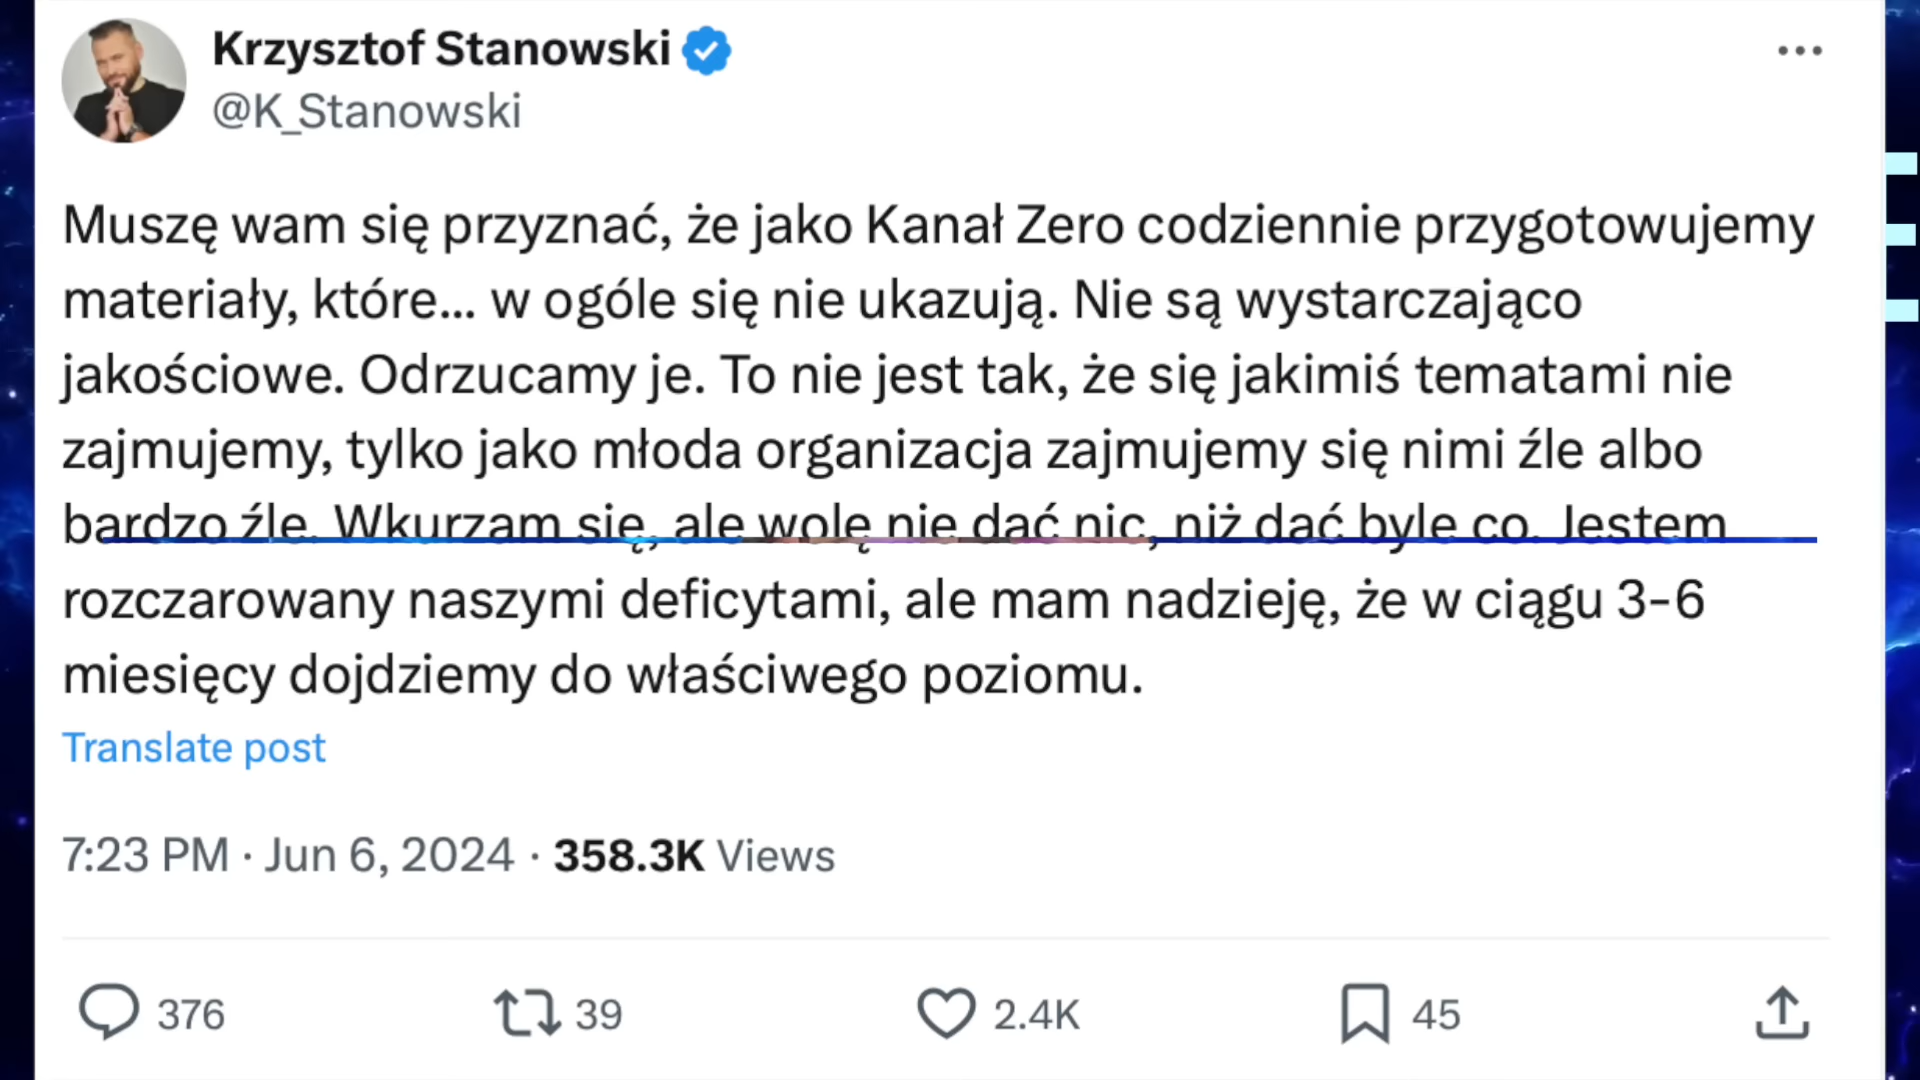 Krzysztof Stanowski
@K_Stanowski
Muszę wam się przyznać, że jako Kanał Zero codziennie przygotowujemy
materiały, które... w ogóle się nie ukazują. Nie są wystarczająco
jakościowe. Odrzucamy je. To nie jest tak, że się jakimiś tematami nie
zajmujemy, tylko jako młoda organizacja zajmujemy się nimi źle albo
bardzo źle. Wkurzam się, ale wolę nie dać nic, niż dać byle co. Jestem
rozczarowany naszymi deficytami, ale mam nadzieję, że w ciągu 3-6
miesięcy dojdziemy do właściwego poziomu.
Translate post
7:23 PM · Jun 6, 2024 · 358.3K Views
376 39 2.4K 45